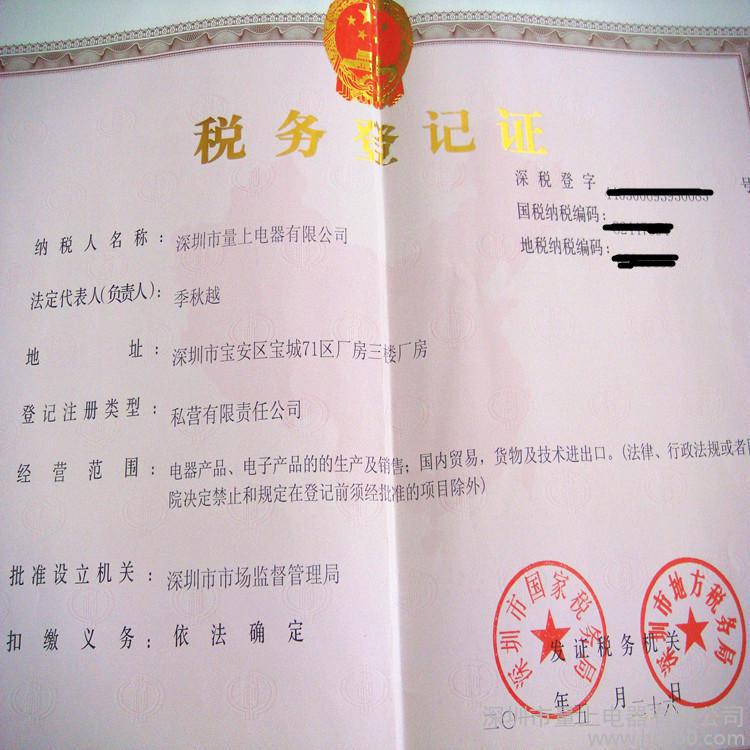 税务登记证
深税登字 号
国税纳税编码:
地税纳税编码:
纳税人名称: 深圳市量上电器有限公司
法定代表人(负责人): 季秋越
地址: 深圳市宝安区宝城71区厂房三楼厂房
登记注册类型: 私营有限责任公司
经营范围: 电器产品、电子产品的的生产及销售;国内贸易,货物及技术进出口。(法律、行政法规或者
院决定禁止和规定在登记前须经批准的项目除外)
批准设立机关: 深圳市市场监督管理局
扣缴义务: 依法确定
深圳市国家税务局
深圳市地方税务局
发证税务机关
二〇 年五月二十六日
深圳市量上电器有限公司